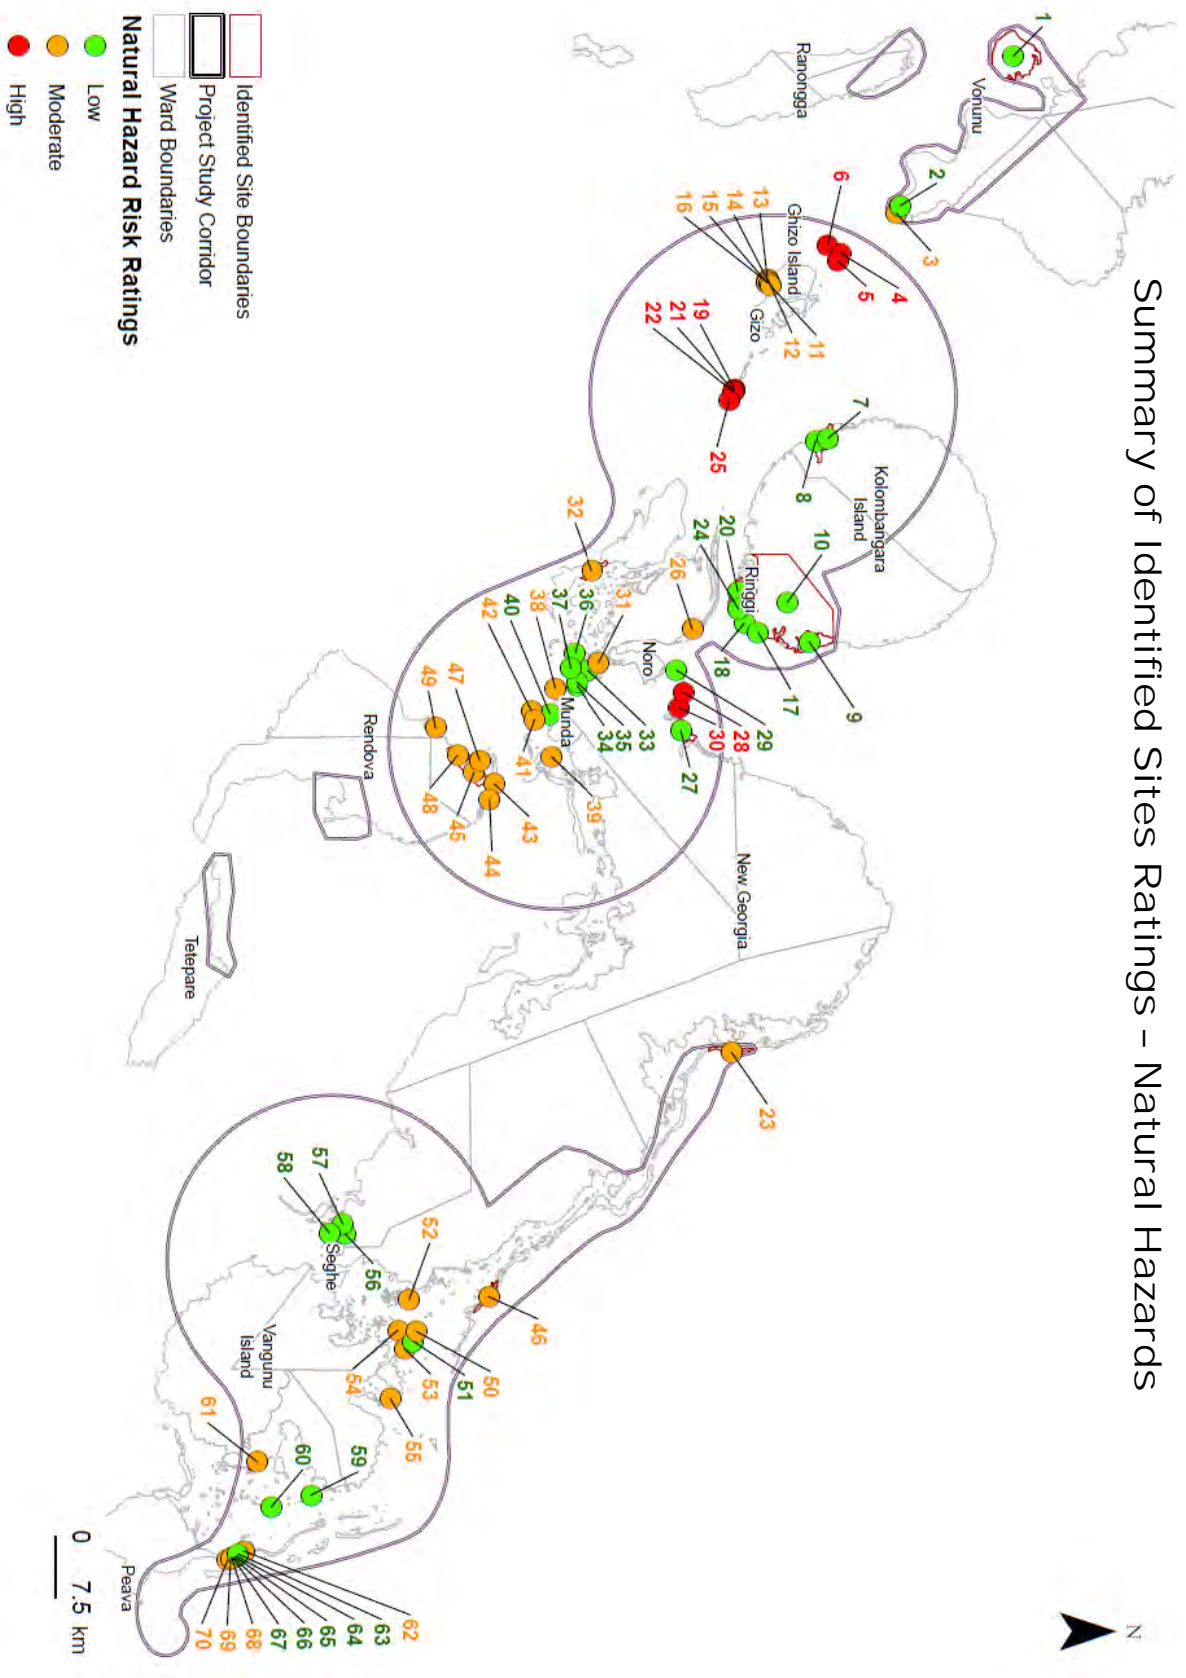 Summary of Identified Sites Ratings – Natural Hazards
N
1
Vonunu
2
3
Ranongga
6
4
5
13
14
15
16
Ghizo Island
Gizo
11
12
19
21
22
25
7
8
Kolombangara
Island
10
9
20
24
Ringgi
18
17
26
32
31
Noro
36
37
38
40
42
29
28
30
27
33
35
34
Munda
41
39
47
49
48
45
43
44
Rendova
New Georgia
Tetepare
23
57
58
56
Seghe
52
46
50
51
53
54
55
Vangunu
Island
61
60
59
62
63
64
65
66
67
68
69
70
Peava
0 7.5 km
Identified Site Boundaries
Project Study Corridor
Ward Boundaries
Natural Hazard Risk Ratings
Low
Moderate
High